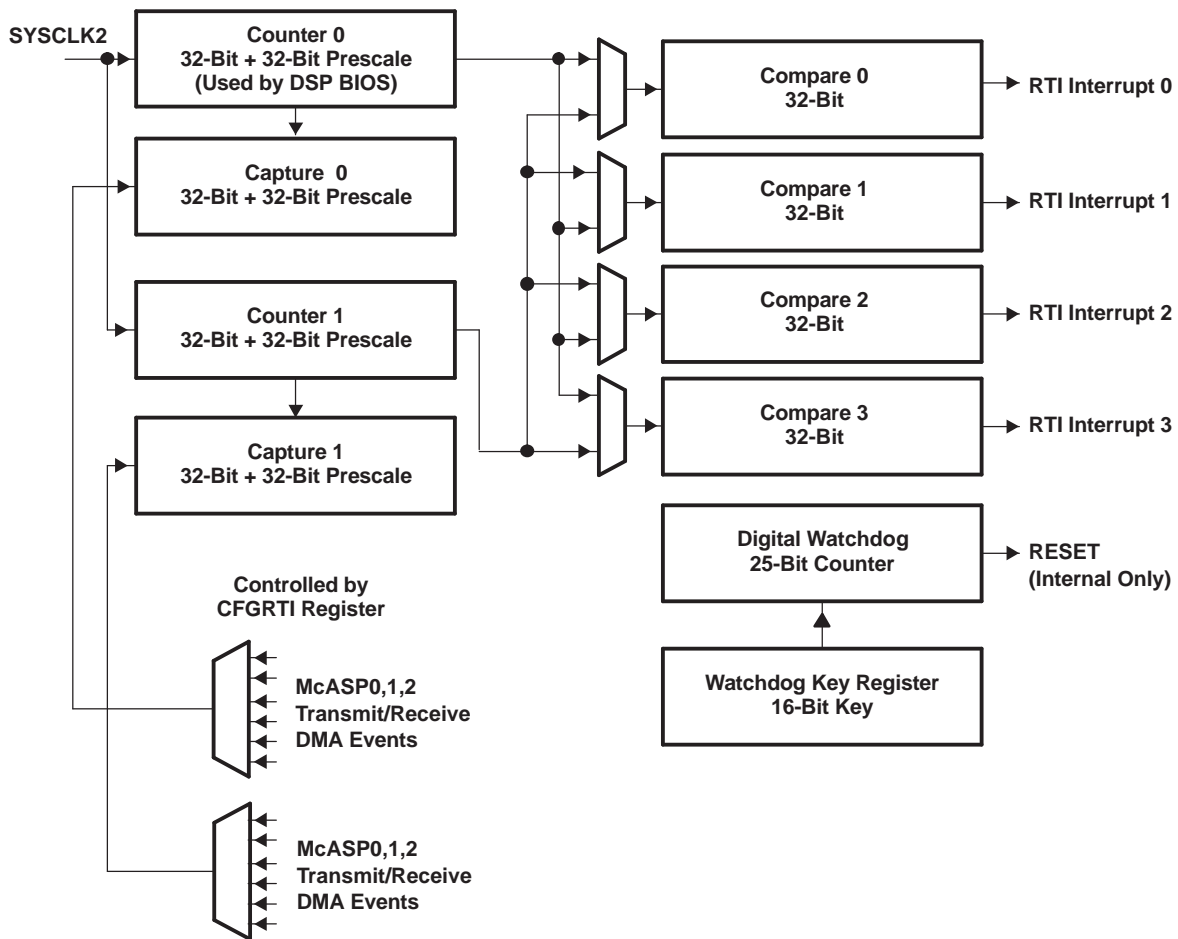 SYSCLK2
Counter 0
32-Bit + 32-Bit Prescale
(Used by DSP BIOS)
Capture 0
32-Bit + 32-Bit Prescale
Counter 1
32-Bit + 32-Bit Prescale
Capture 1
32-Bit + 32-Bit Prescale
Compare 0
32-Bit
RTI Interrupt 0
Compare 1
32-Bit
RTI Interrupt 1
Compare 2
32-Bit
RTI Interrupt 2
Compare 3
32-Bit
RTI Interrupt 3
Digital Watchdog
25-Bit Counter
RESET
(Internal Only)
Watchdog Key Register
16-Bit Key
Controlled by
CFGRTI Register
McASP0,1,2
Transmit/Receive
DMA Events
McASP0,1,2
Transmit/Receive
DMA Events